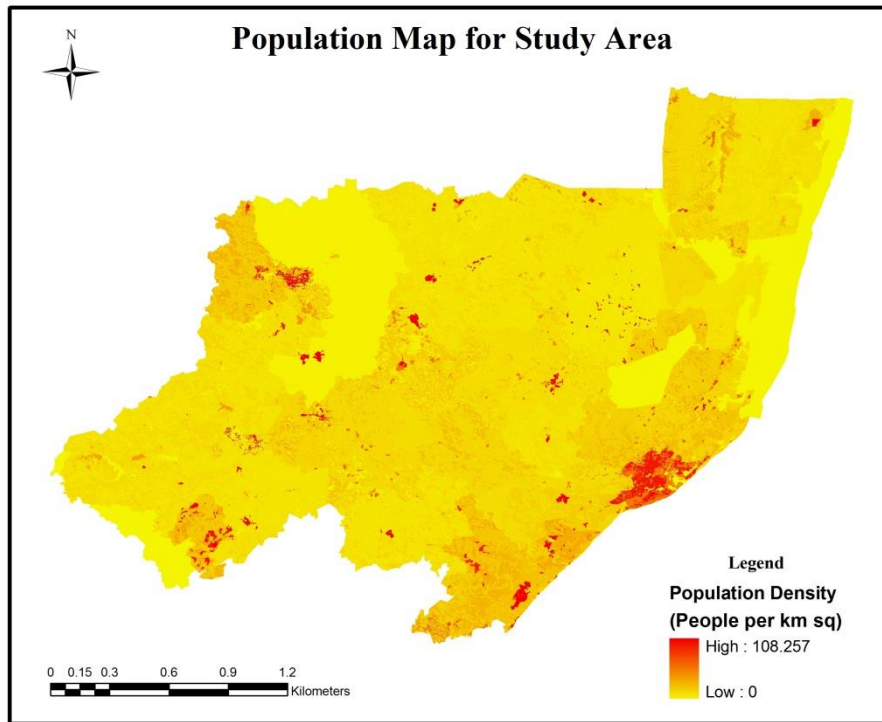 Population Map for Study Area
N
Legend
Population Density
(People per km sq)
High : 108.257
Low : 0
0 0.15 0.3 0.6 0.9 1.2
Kilometers